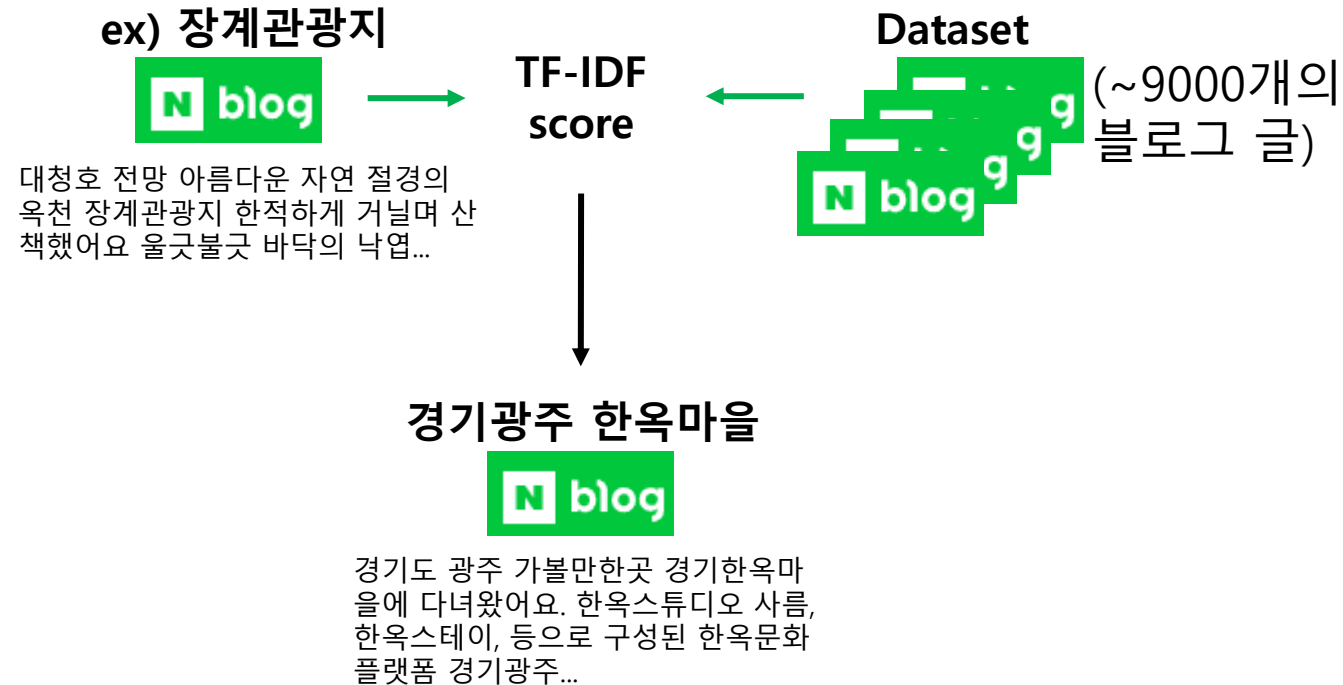 ex) 장계관광지
N blog
대청호 전망 아름다운 자연 절경의
옥천 장계관광지 한적하게 거닐며 산
책했어요 울긋불긋 바닥의 낙엽...
TF-IDF
score
Dataset
N blog
(~9000개의
블로그 글)
경기광주 한옥마을
N blog
경기도 광주 가볼만한곳 경기한옥마
을에 다녀왔어요. 한옥스튜디오 사름,
한옥스테이, 등으로 구성된 한옥문화
플랫폼 경기광주...